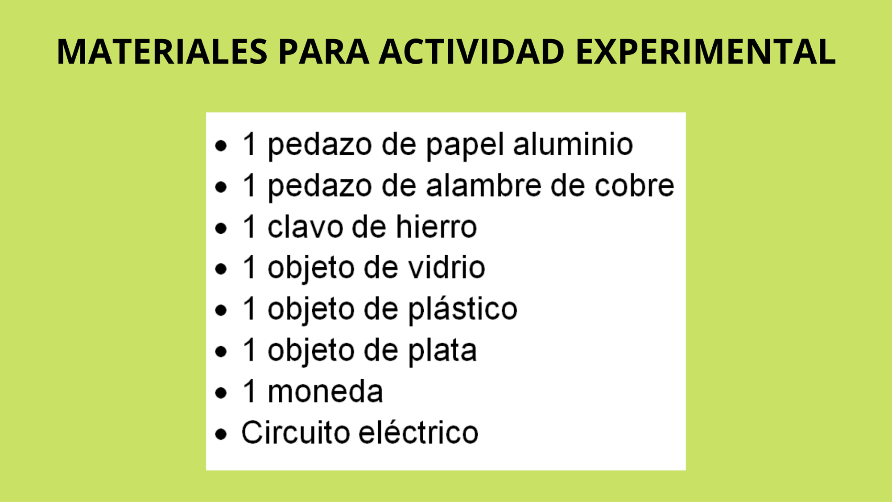 MATERIALES PARA ACTIVIDAD EXPERIMENTAL
• 1 pedazo de papel aluminio
• 1 pedazo de alambre de cobre
• 1 clavo de hierro
• 1 objeto de vidrio
• 1 objeto de plástico
• 1 objeto de plata
• 1 moneda
• Circuito eléctrico